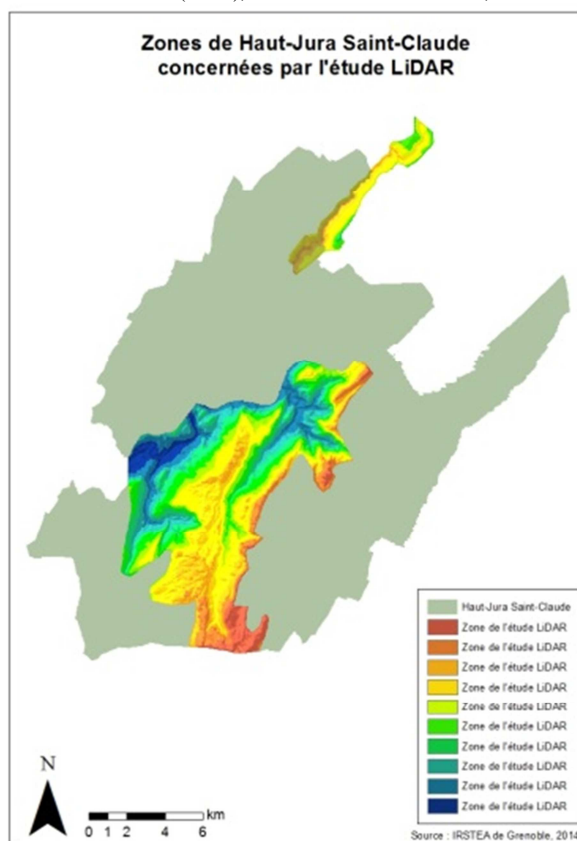 Zones de Haut-Jura Saint-Claude
concernées par l'étude LiDAR
Haut-Jura Saint-Claude
Zone de l'étude LiDAR
Zone de l'étude LiDAR
Zone de l'étude LiDAR
Zone de l'étude LiDAR
Zone de l'étude LiDAR
Zone de l'étude LiDAR
Zone de l'étude LiDAR
Zone de l'étude LiDAR
Zone de l'étude LiDAR
Zone de l'étude LiDAR
N
km
0 1 2 4 6
Source : IRSTEA de Grenoble, 2014